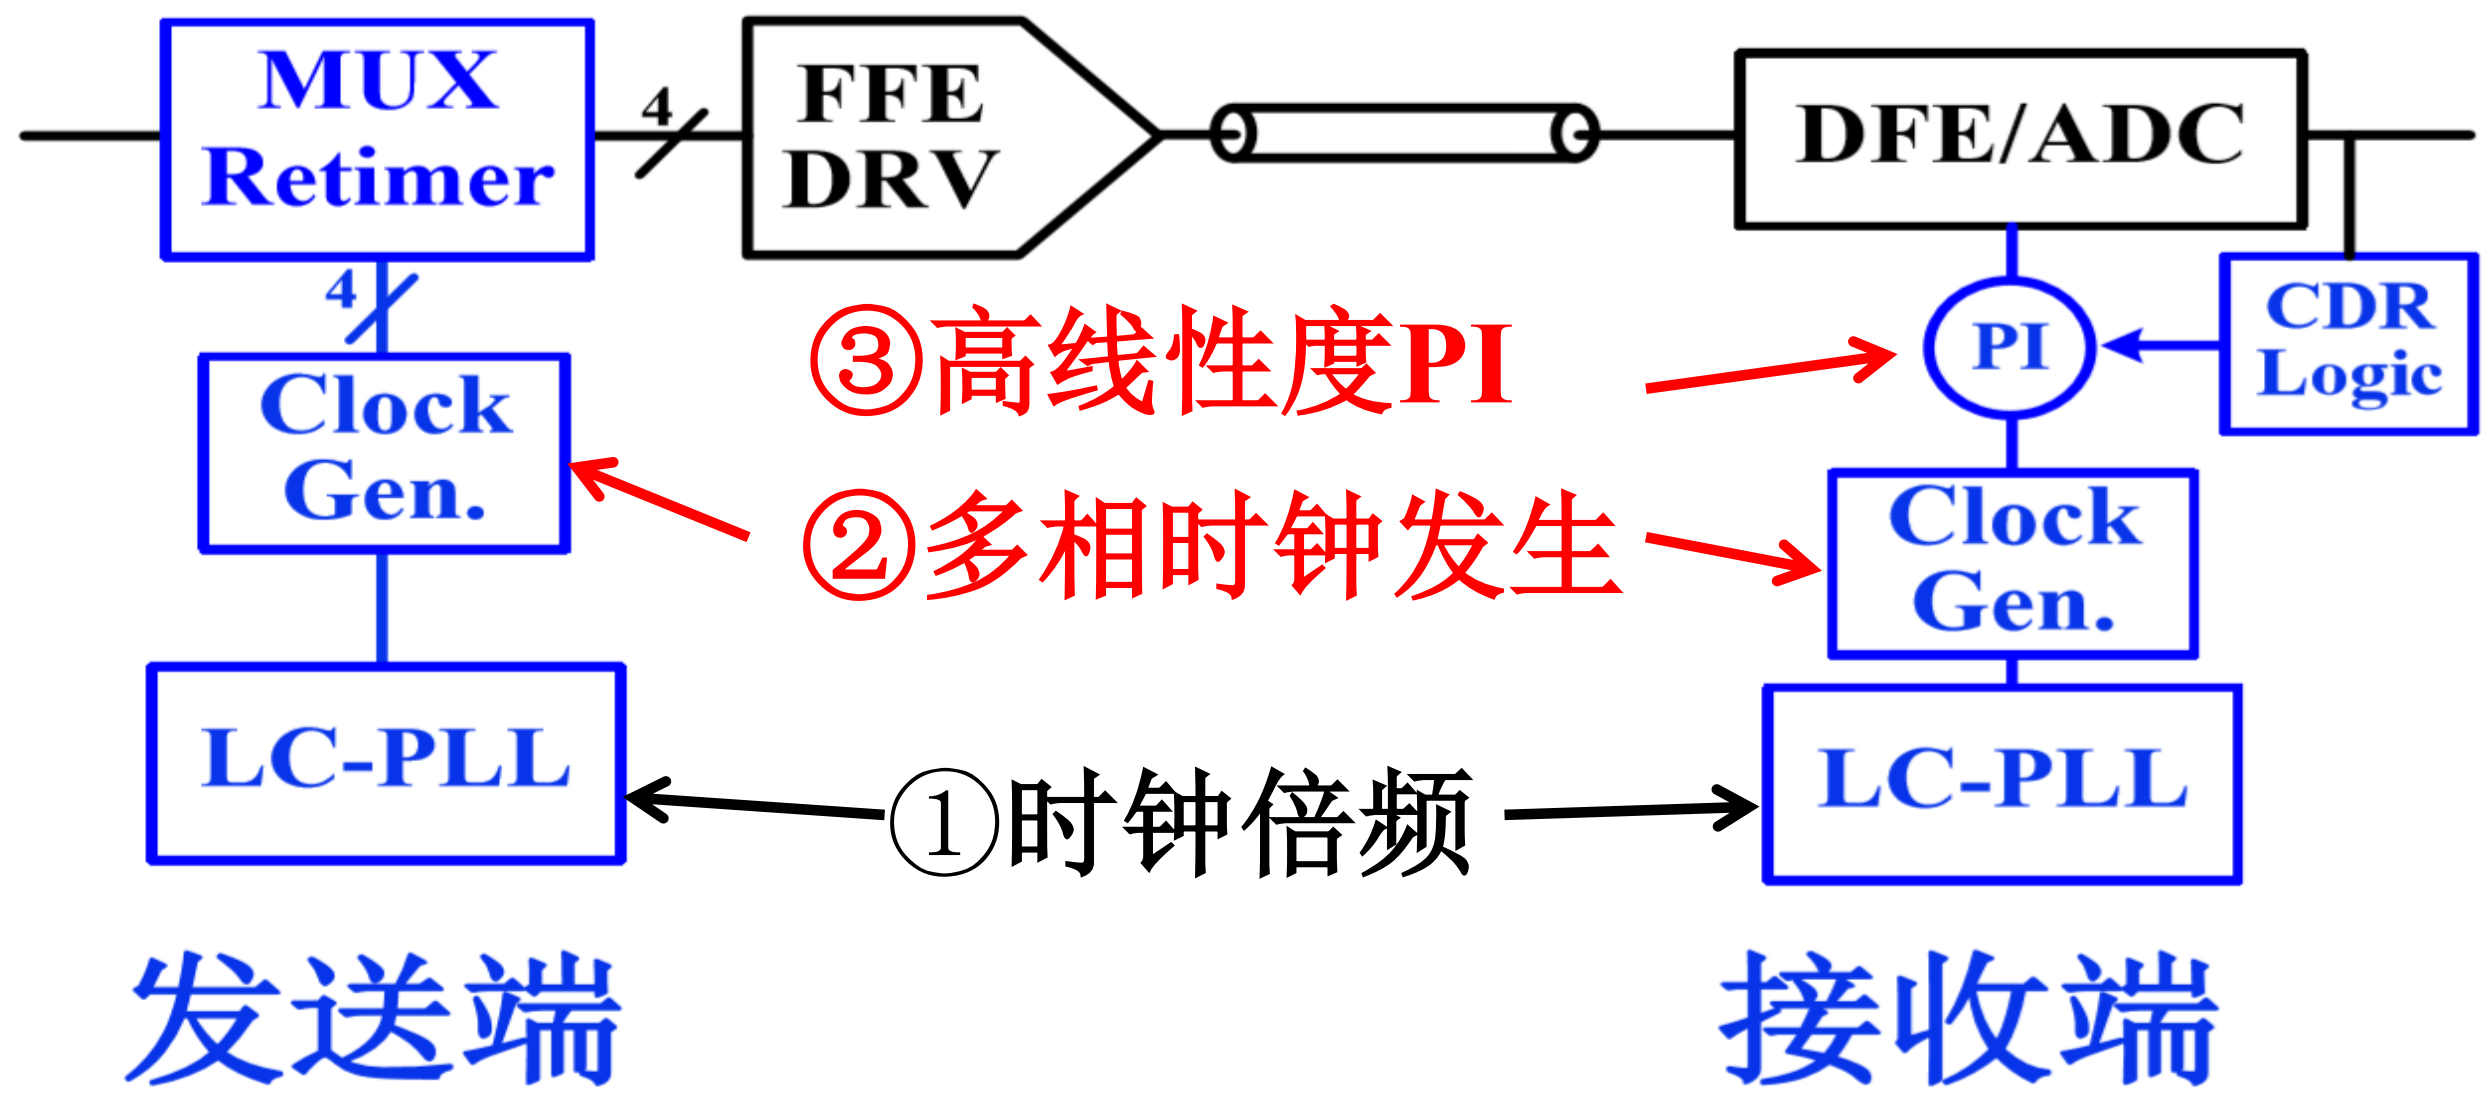 MUX
Retimer
4
FFE
DRV
DFE/ADC
4
③高线性度PI
PI
CDR
Logic
Clock
Gen.
②多相时钟发生
Clock
Gen.
LC-PLL
①时钟倍频
LC-PLL
发送端
接收端